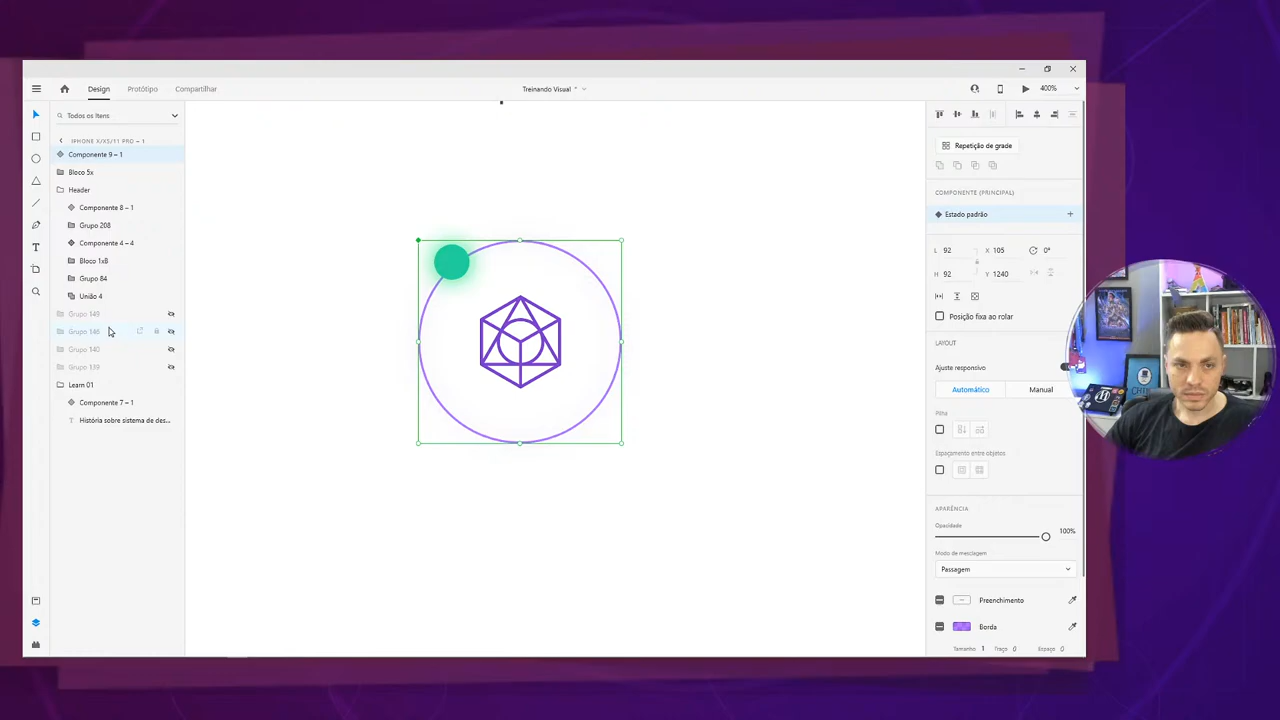 Design
Protótipo
Compartilhar
Treinando Visual *
400%
Todos os Itens
IPHONE X/XS/11 PRO – 1
Componente 9 – 1
Bloco 5x
Header
Componente 8 – 1
Grupo 208
Componente 4 – 4
Bloco 1x8
Grupo 84
União 4
Grupo 149
Grupo 146
Grupo 140
Grupo 139
Learn 01
Componente 7 – 1
T História sobre sistema de des...
Repetição de grade
COMPONENTE (PRINCIPAL)
Estado padrão
L 92 X 105 0°
H 92 Y 1240
Posição fixa ao rolar
LAYOUT
Ajuste responsivo
Automático Manual
Pilha
Espaçamento entre objetos
APARÊNCIA
Opacidade
100%
Modo de mesclagem
Passagem
Preenchimento
Borda
Tamanho 1 Traço 0 Espaço 0